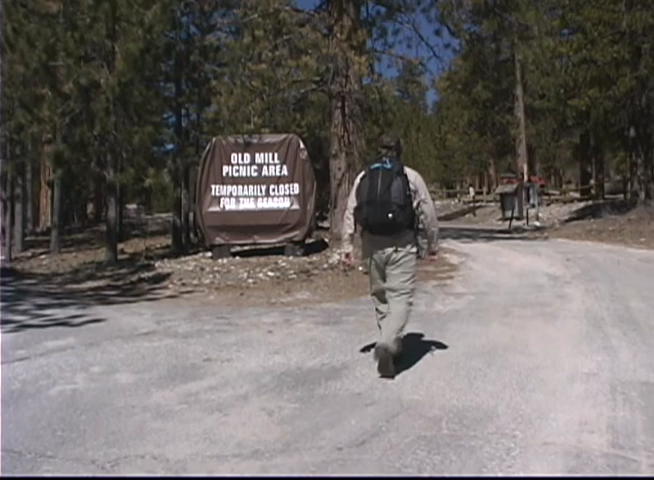 OLD MILL
PICNIC AREA
TEMPORARILY CLOSED
FOR THE SEASON